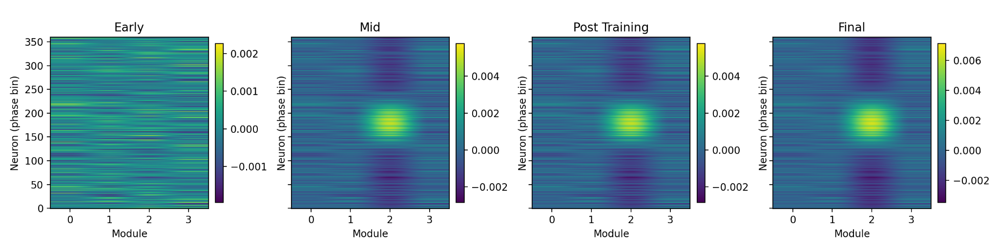 Early
Mid
Post Training
Final
Neuron (phase bin)
350
300
250
200
150
100
50
0
0 1 2 3
Module
0.002
0.001
0.000
−0.001
Neuron (phase bin)
0 1 2 3
Module
0.004
0.002
0.000
−0.002
Neuron (phase bin)
0 1 2 3
Module
0.004
0.002
0.000
−0.002
Neuron (phase bin)
0 1 2 3
Module
0.006
0.004
0.002
0.000
−0.002